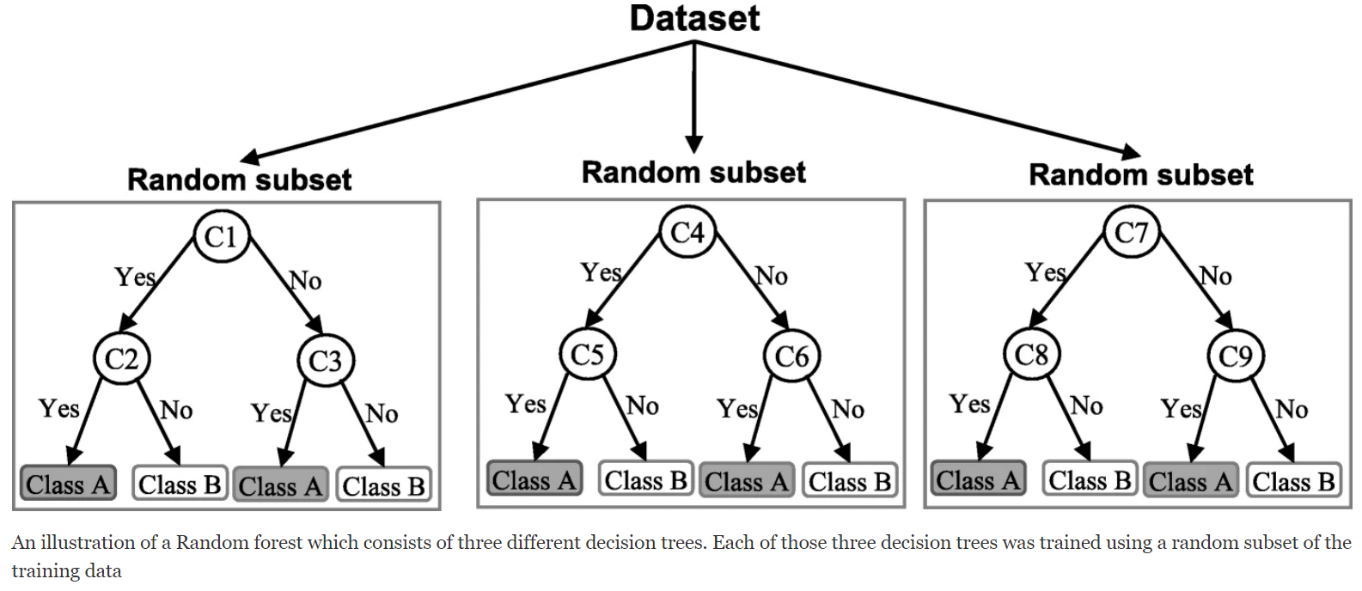 Dataset
Random subset
Random subset
Random subset
C1
Yes
No
C2
C3
Yes
No
Yes
No
Class A
Class B
Class A
Class B
C4
Yes
No
C5
C6
Yes
No
Yes
No
Class A
Class B
Class A
Class B
C7
Yes
No
C8
C9
Yes
No
Yes
No
Class A
Class B
Class A
Class B
An illustration of a Random forest which consists of three different decision trees. Each of those three decision trees was trained using a random subset of the
training data